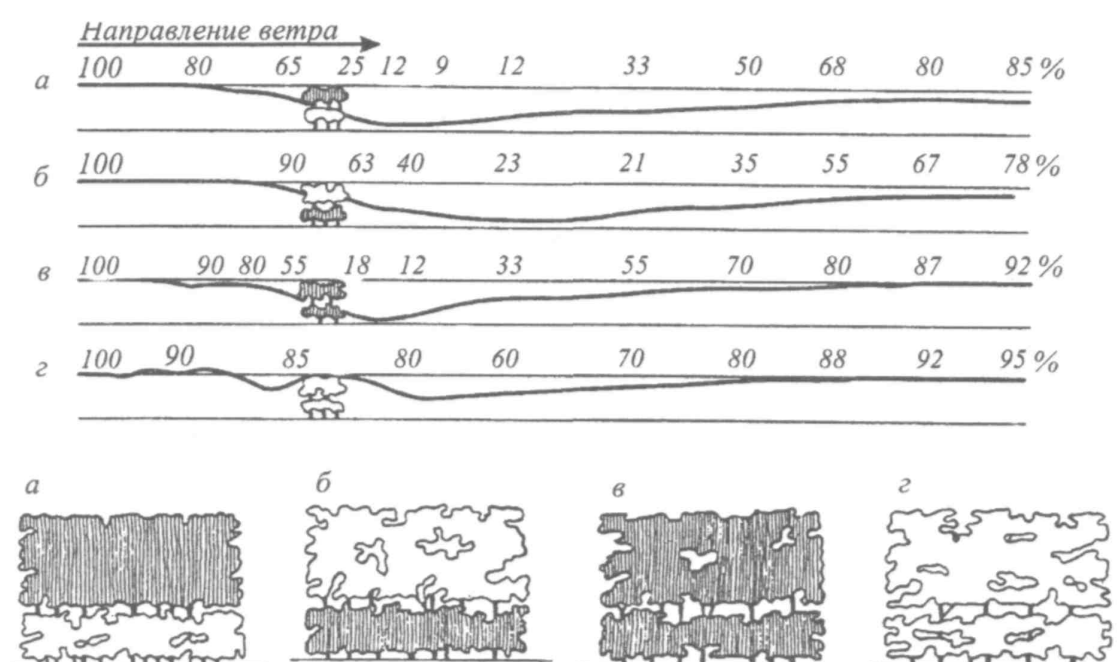 Направление ветра
100 80 65 25 12 9 12 33 50 68 80 85 %
а
100 90 63 40 23 21 35 55 67 78 %
б
100 90 80 55 18 12 33 55 70 80 87 92 %
в
100 90 85 80 60 70 80 88 92 95 %
г
а б в г